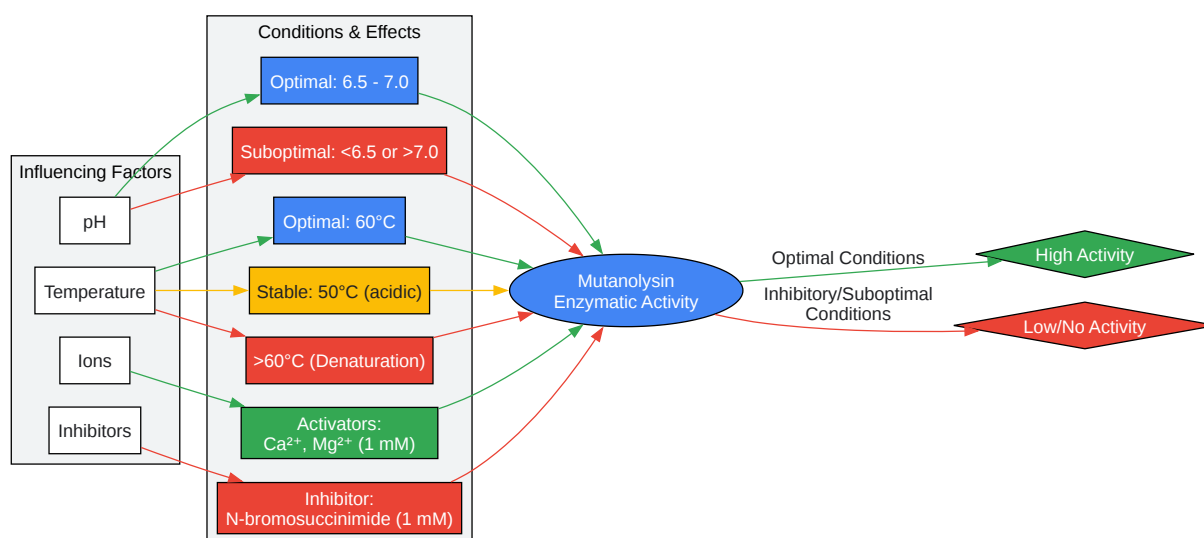 Influencing Factors
pH
Temperature
Ions
Inhibitors
Conditions & Effects
Optimal: 6.5 - 7.0
Suboptimal: <6.5 or >7.0
Optimal: 60°C
Stable: 50°C (acidic)
>60°C (Denaturation)
Activators:
Ca²⁺, Mg²⁺ (1 mM)
Inhibitor:
N-bromosuccinimide (1 mM)
Mutanolysin
Enzymatic Activity
Optimal Conditions
Inhibitory/Suboptimal
Conditions
High Activity
Low/No Activity